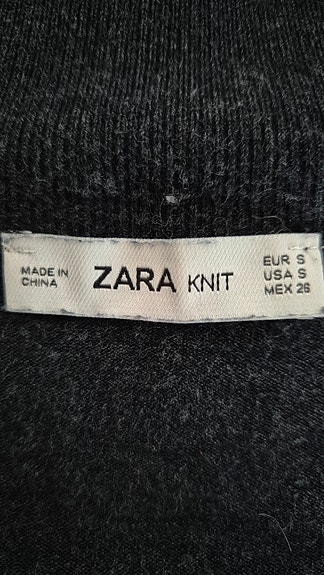 MADE IN
CHINA
ZARA KNIT
EUR S
USA S
MEX 26